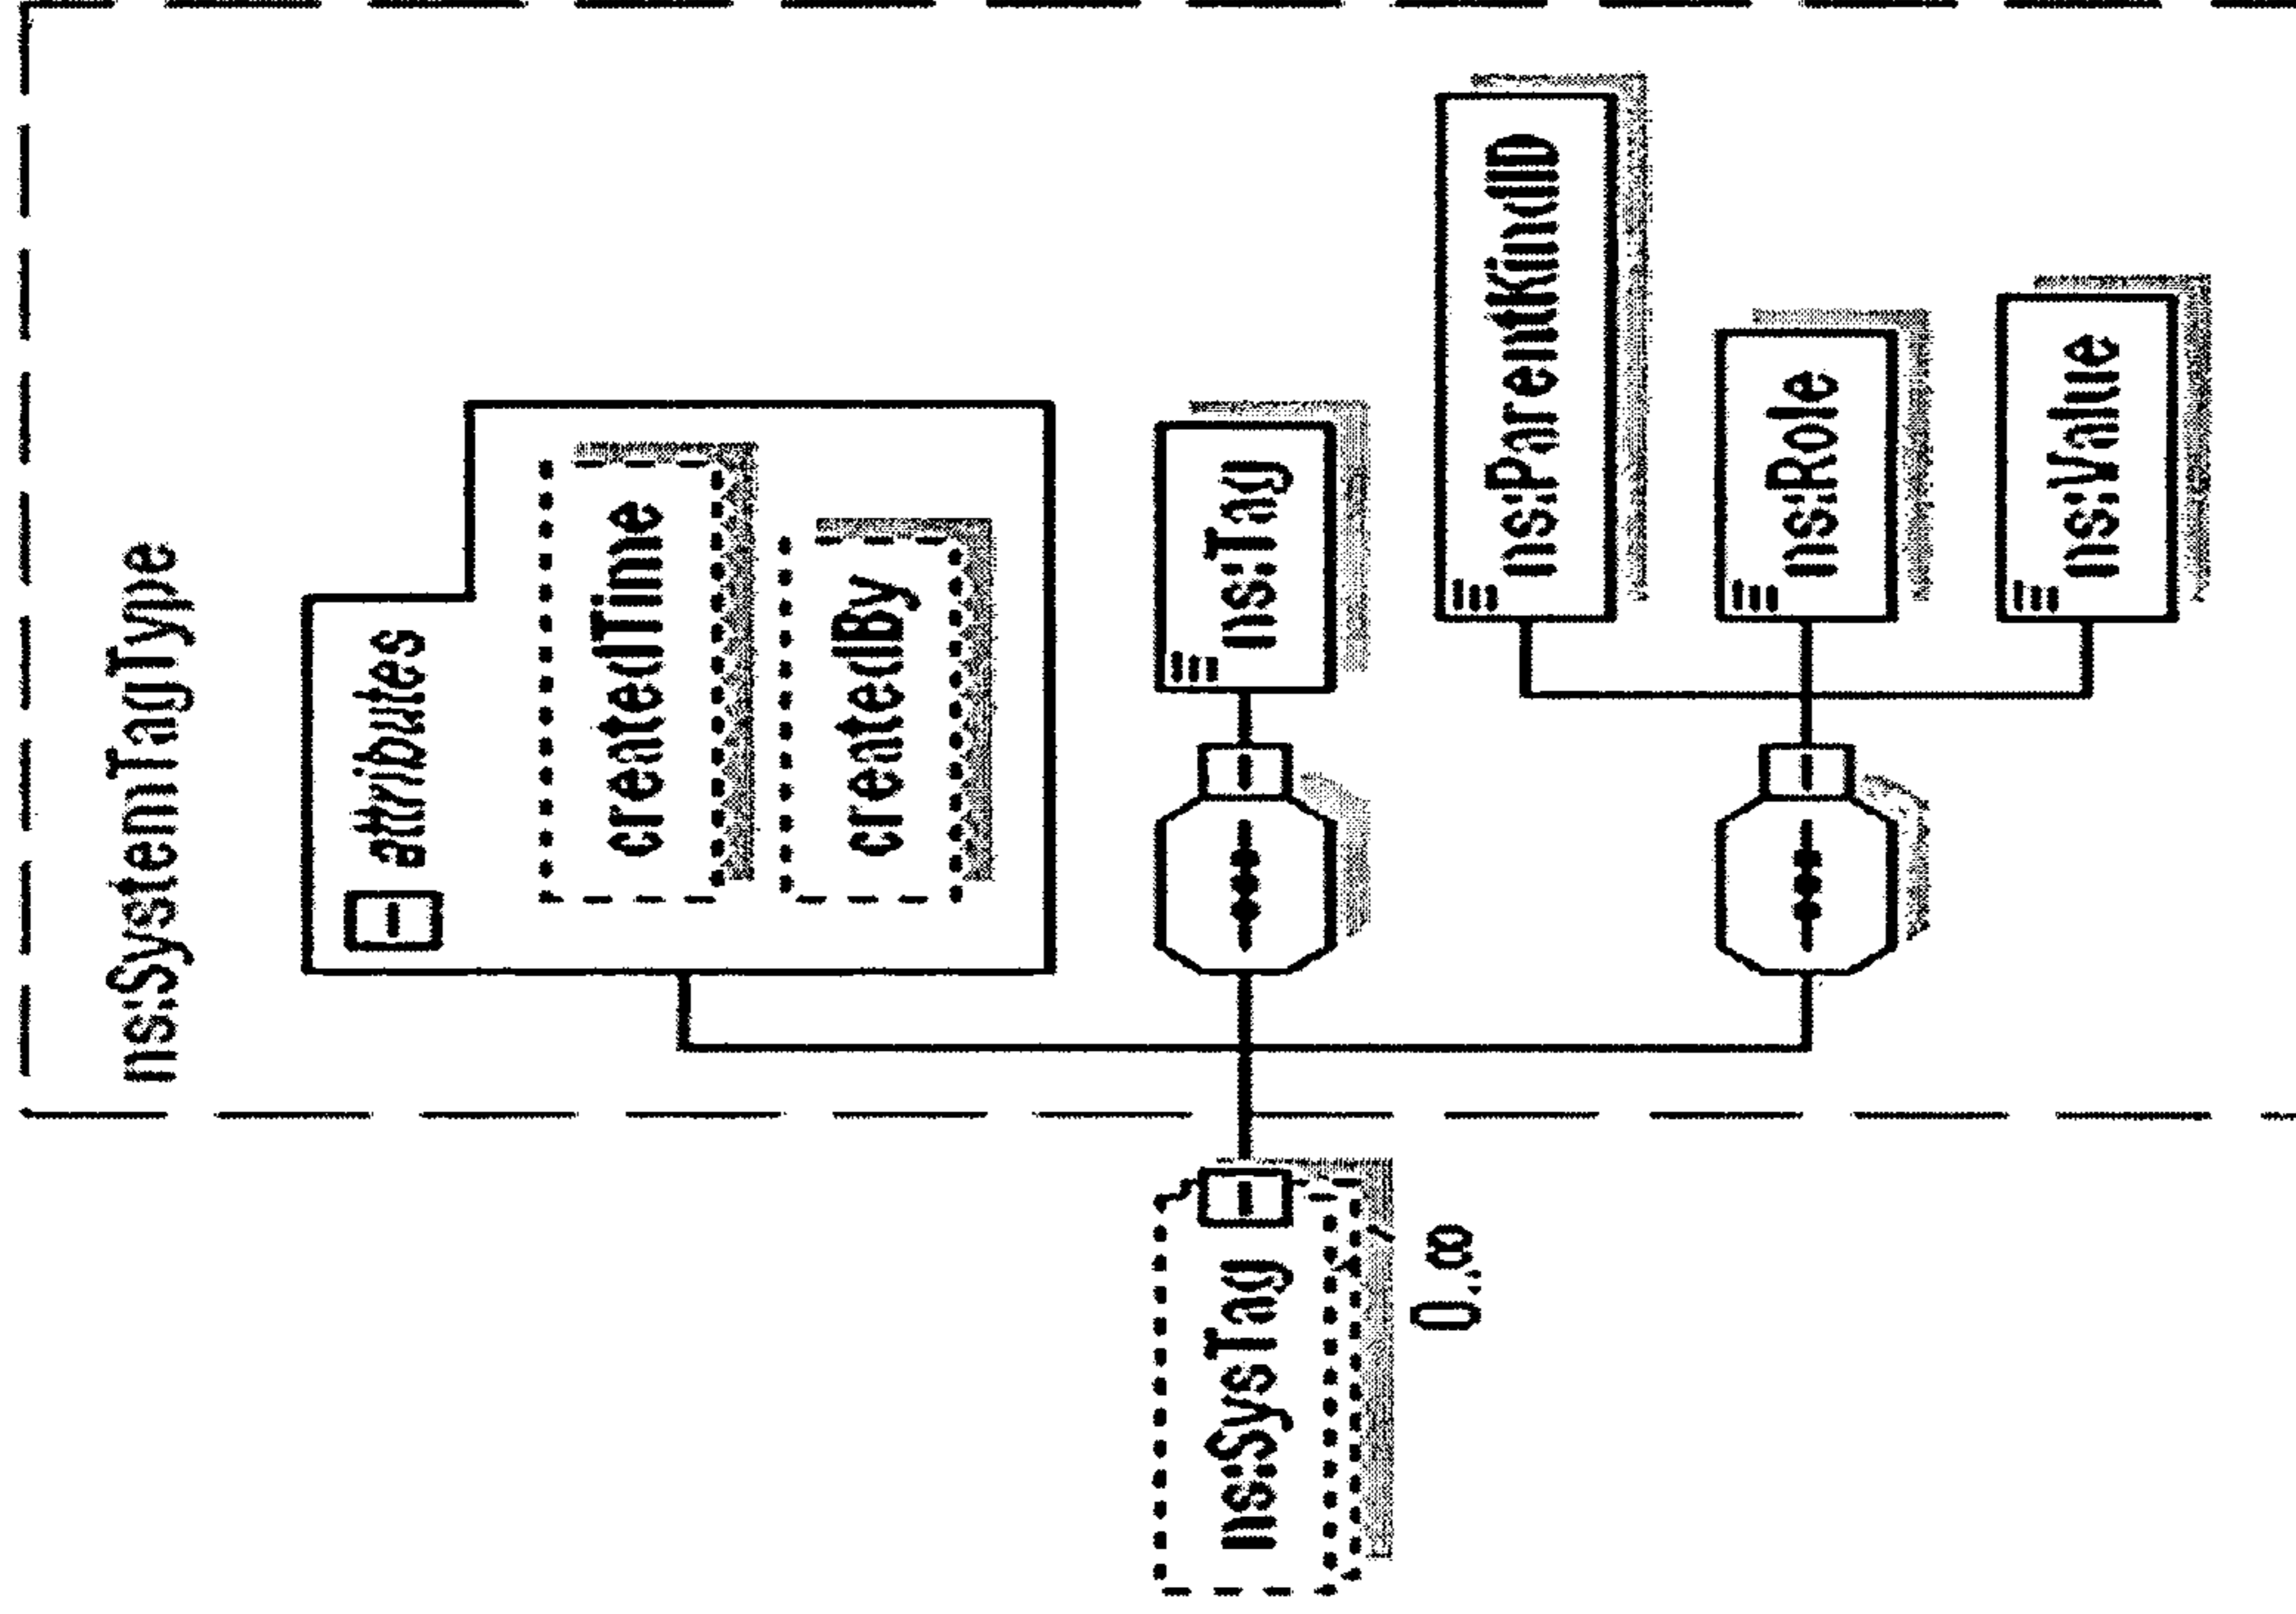 ns:SystemTagType
attributes
createdTime
createdBy
ns:SysTag
0..∞
ns:Tag
ns:ParentKindID
ns:Role
ns:Value